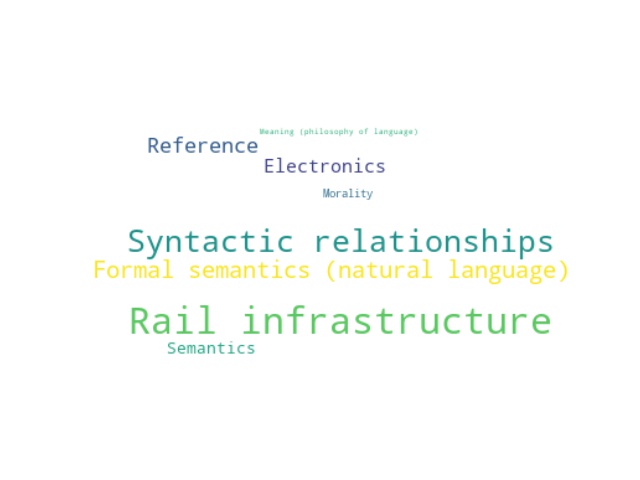 Meaning (philosophy of language)
Reference
Electronics
Morality
Syntactic relationships
Formal semantics (natural language)
Rail infrastructure
Semantics